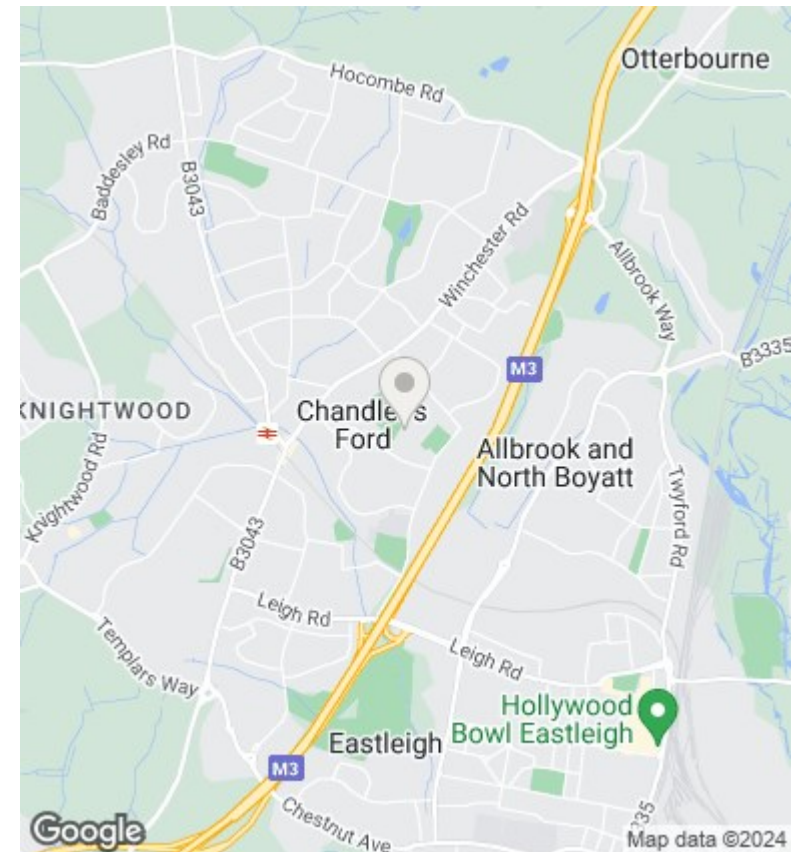 Otterbourne
Hocombe Rd
Baddesley Rd
B3043
Winchester Rd
Allbrook Way
B3335
M3
KNIGHTWOOD
Chandler's
Ford
Allbrook and
North Boyatt
Knightwood Rd
B3043
Twyford Rd
Leigh Rd
Leigh Rd
Templars Way
Hollywood
Bowl Eastleigh
Eastleigh
M3
Chestnut Ave
335
Google
Map data ©2024